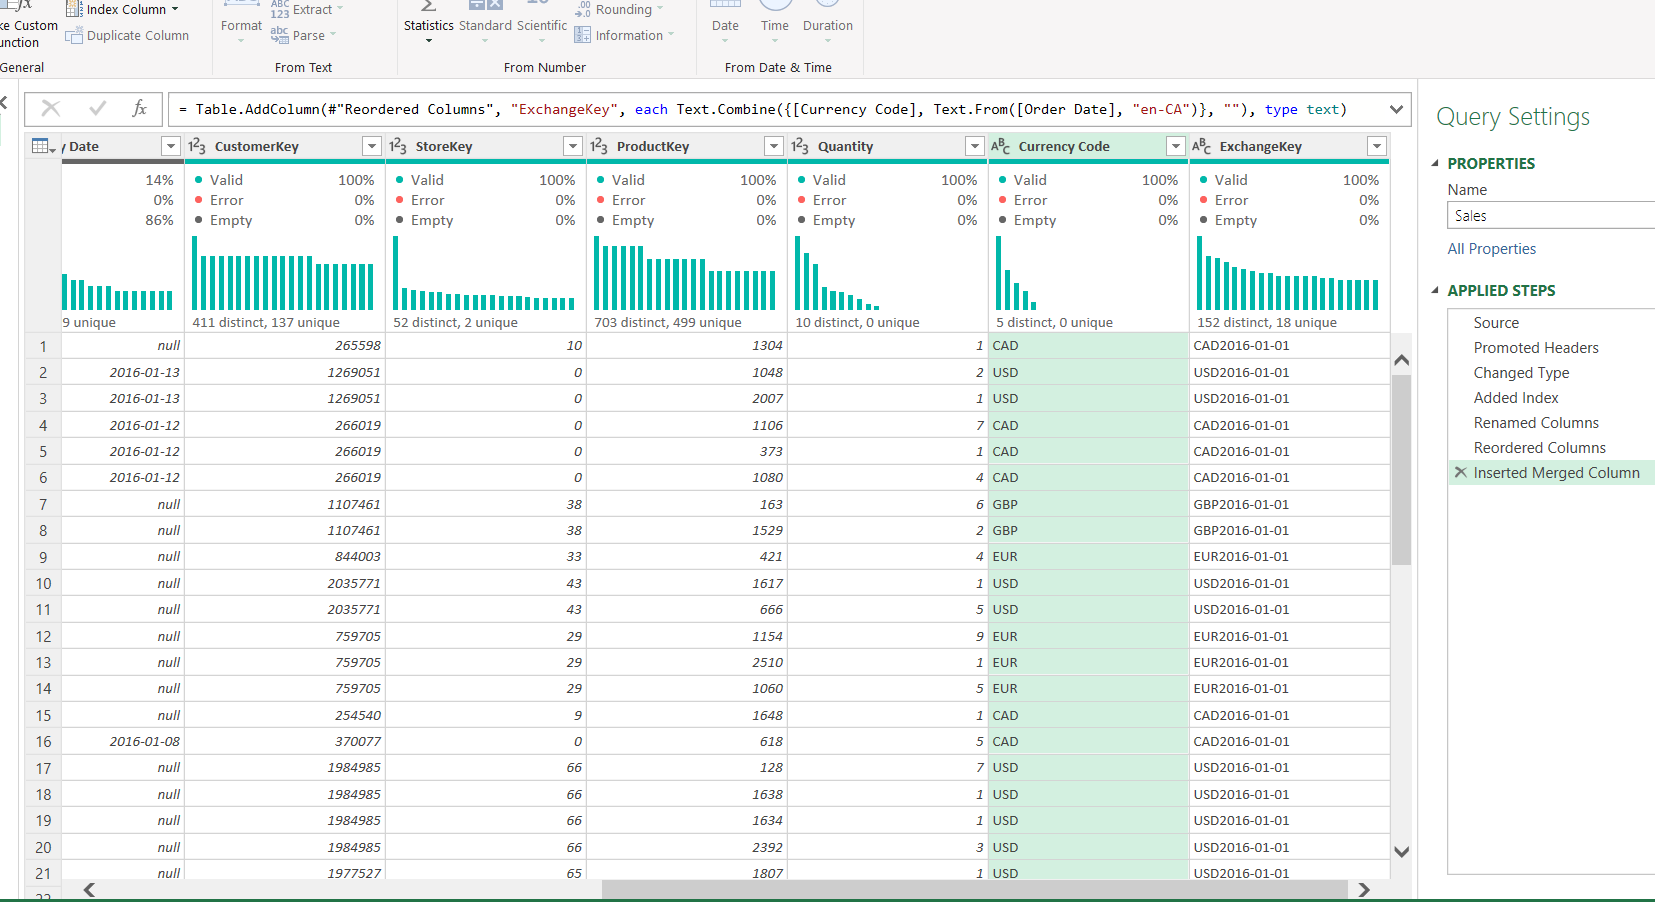 ke Custom
unction
General
Index Column
Duplicate Column
Format
ABC
123 Extract
abc Parse
From Text
Statistics Standard Scientific
.00
.0 Rounding
Information
From Number
Date Time Duration
From Date & Time
fx = Table.AddColumn(#"Reordered Columns", "ExchangeKey", each Text.Combine({[Currency Code], Text.From([Order Date], "en-CA")}, ""), type text)
y Date 123 CustomerKey 123 StoreKey 123 ProductKey 123 Quantity ABC Currency Code ABC ExchangeKey
14% Valid 100% Valid 100% Valid 100% Valid 100% Valid 100% Valid 100%
0% Error 0% Error 0% Error 0% Error 0% Error 0% Error 0%
86% Empty 0% Empty 0% Empty 0% Empty 0% Empty 0% Empty 0%
9 unique 411 distinct, 137 unique 52 distinct, 2 unique 703 distinct, 499 unique 10 distinct, 0 unique 5 distinct, 0 unique 152 distinct, 18 unique
1 null 265598 10 1304 1 CAD CAD2016-01-01
2 2016-01-13 1269051 0 1048 2 USD USD2016-01-01
3 2016-01-13 1269051 0 2007 1 USD USD2016-01-01
4 2016-01-12 266019 0 1106 7 CAD CAD2016-01-01
5 2016-01-12 266019 0 373 1 CAD CAD2016-01-01
6 2016-01-12 266019 0 1080 4 CAD CAD2016-01-01
7 null 1107461 38 163 6 GBP GBP2016-01-01
8 null 1107461 38 1529 2 GBP GBP2016-01-01
9 null 844003 33 421 4 EUR EUR2016-01-01
10 null 2035771 43 1617 1 USD USD2016-01-01
11 null 2035771 43 666 5 USD USD2016-01-01
12 null 759705 29 1154 9 EUR EUR2016-01-01
13 null 759705 29 2510 1 EUR EUR2016-01-01
14 null 759705 29 1060 5 EUR EUR2016-01-01
15 null 254540 9 1648 1 CAD CAD2016-01-01
16 2016-01-08 370077 0 618 5 CAD CAD2016-01-01
17 null 1984985 66 128 7 USD USD2016-01-01
18 null 1984985 66 1638 1 USD USD2016-01-01
19 null 1984985 66 1634 1 USD USD2016-01-01
20 null 1984985 66 2392 3 USD USD2016-01-01
21 null 1977527 65 1807 1 USD USD2016-01-01
Query Settings
PROPERTIES
Name
Sales
All Properties
APPLIED STEPS
Source
Promoted Headers
Changed Type
Added Index
Renamed Columns
Reordered Columns
Inserted Merged Column